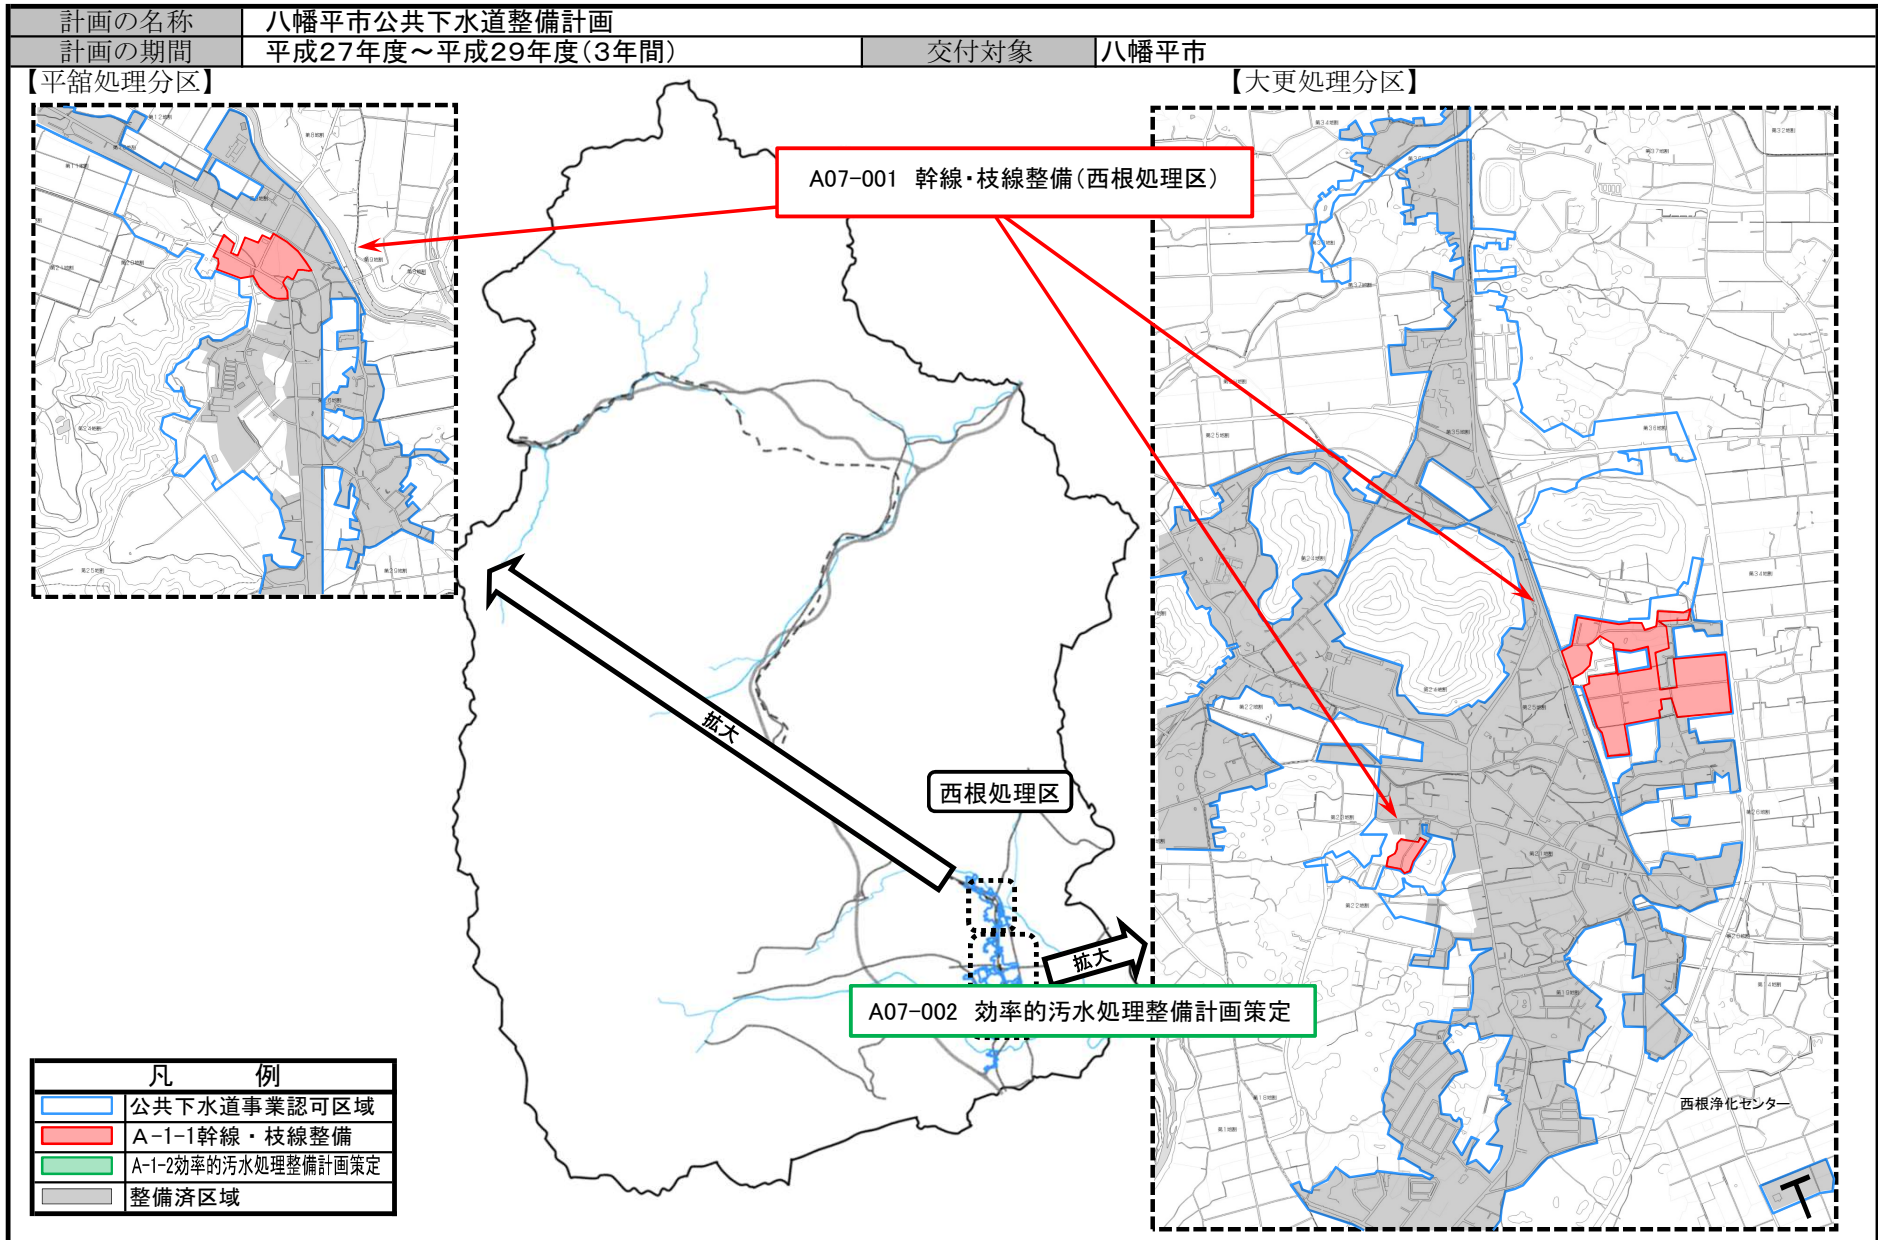 計画の名称 八幡平市公共下水道整備計画
計画の期間 平成27年度～平成29年度(3年間) 交付対象 八幡平市
【平舘処理分区】
【大更処理分区】
A07-001 幹線・枝線整備(西根処理区)
拡大
西根処理区
拡大
A07-002 効率的汚水処理整備計画策定
西根浄化センター
凡 例
公共下水道事業認可区域
A-1-1幹線・枝線整備
A-1-2効率的汚水処理整備計画策定
整備済区域